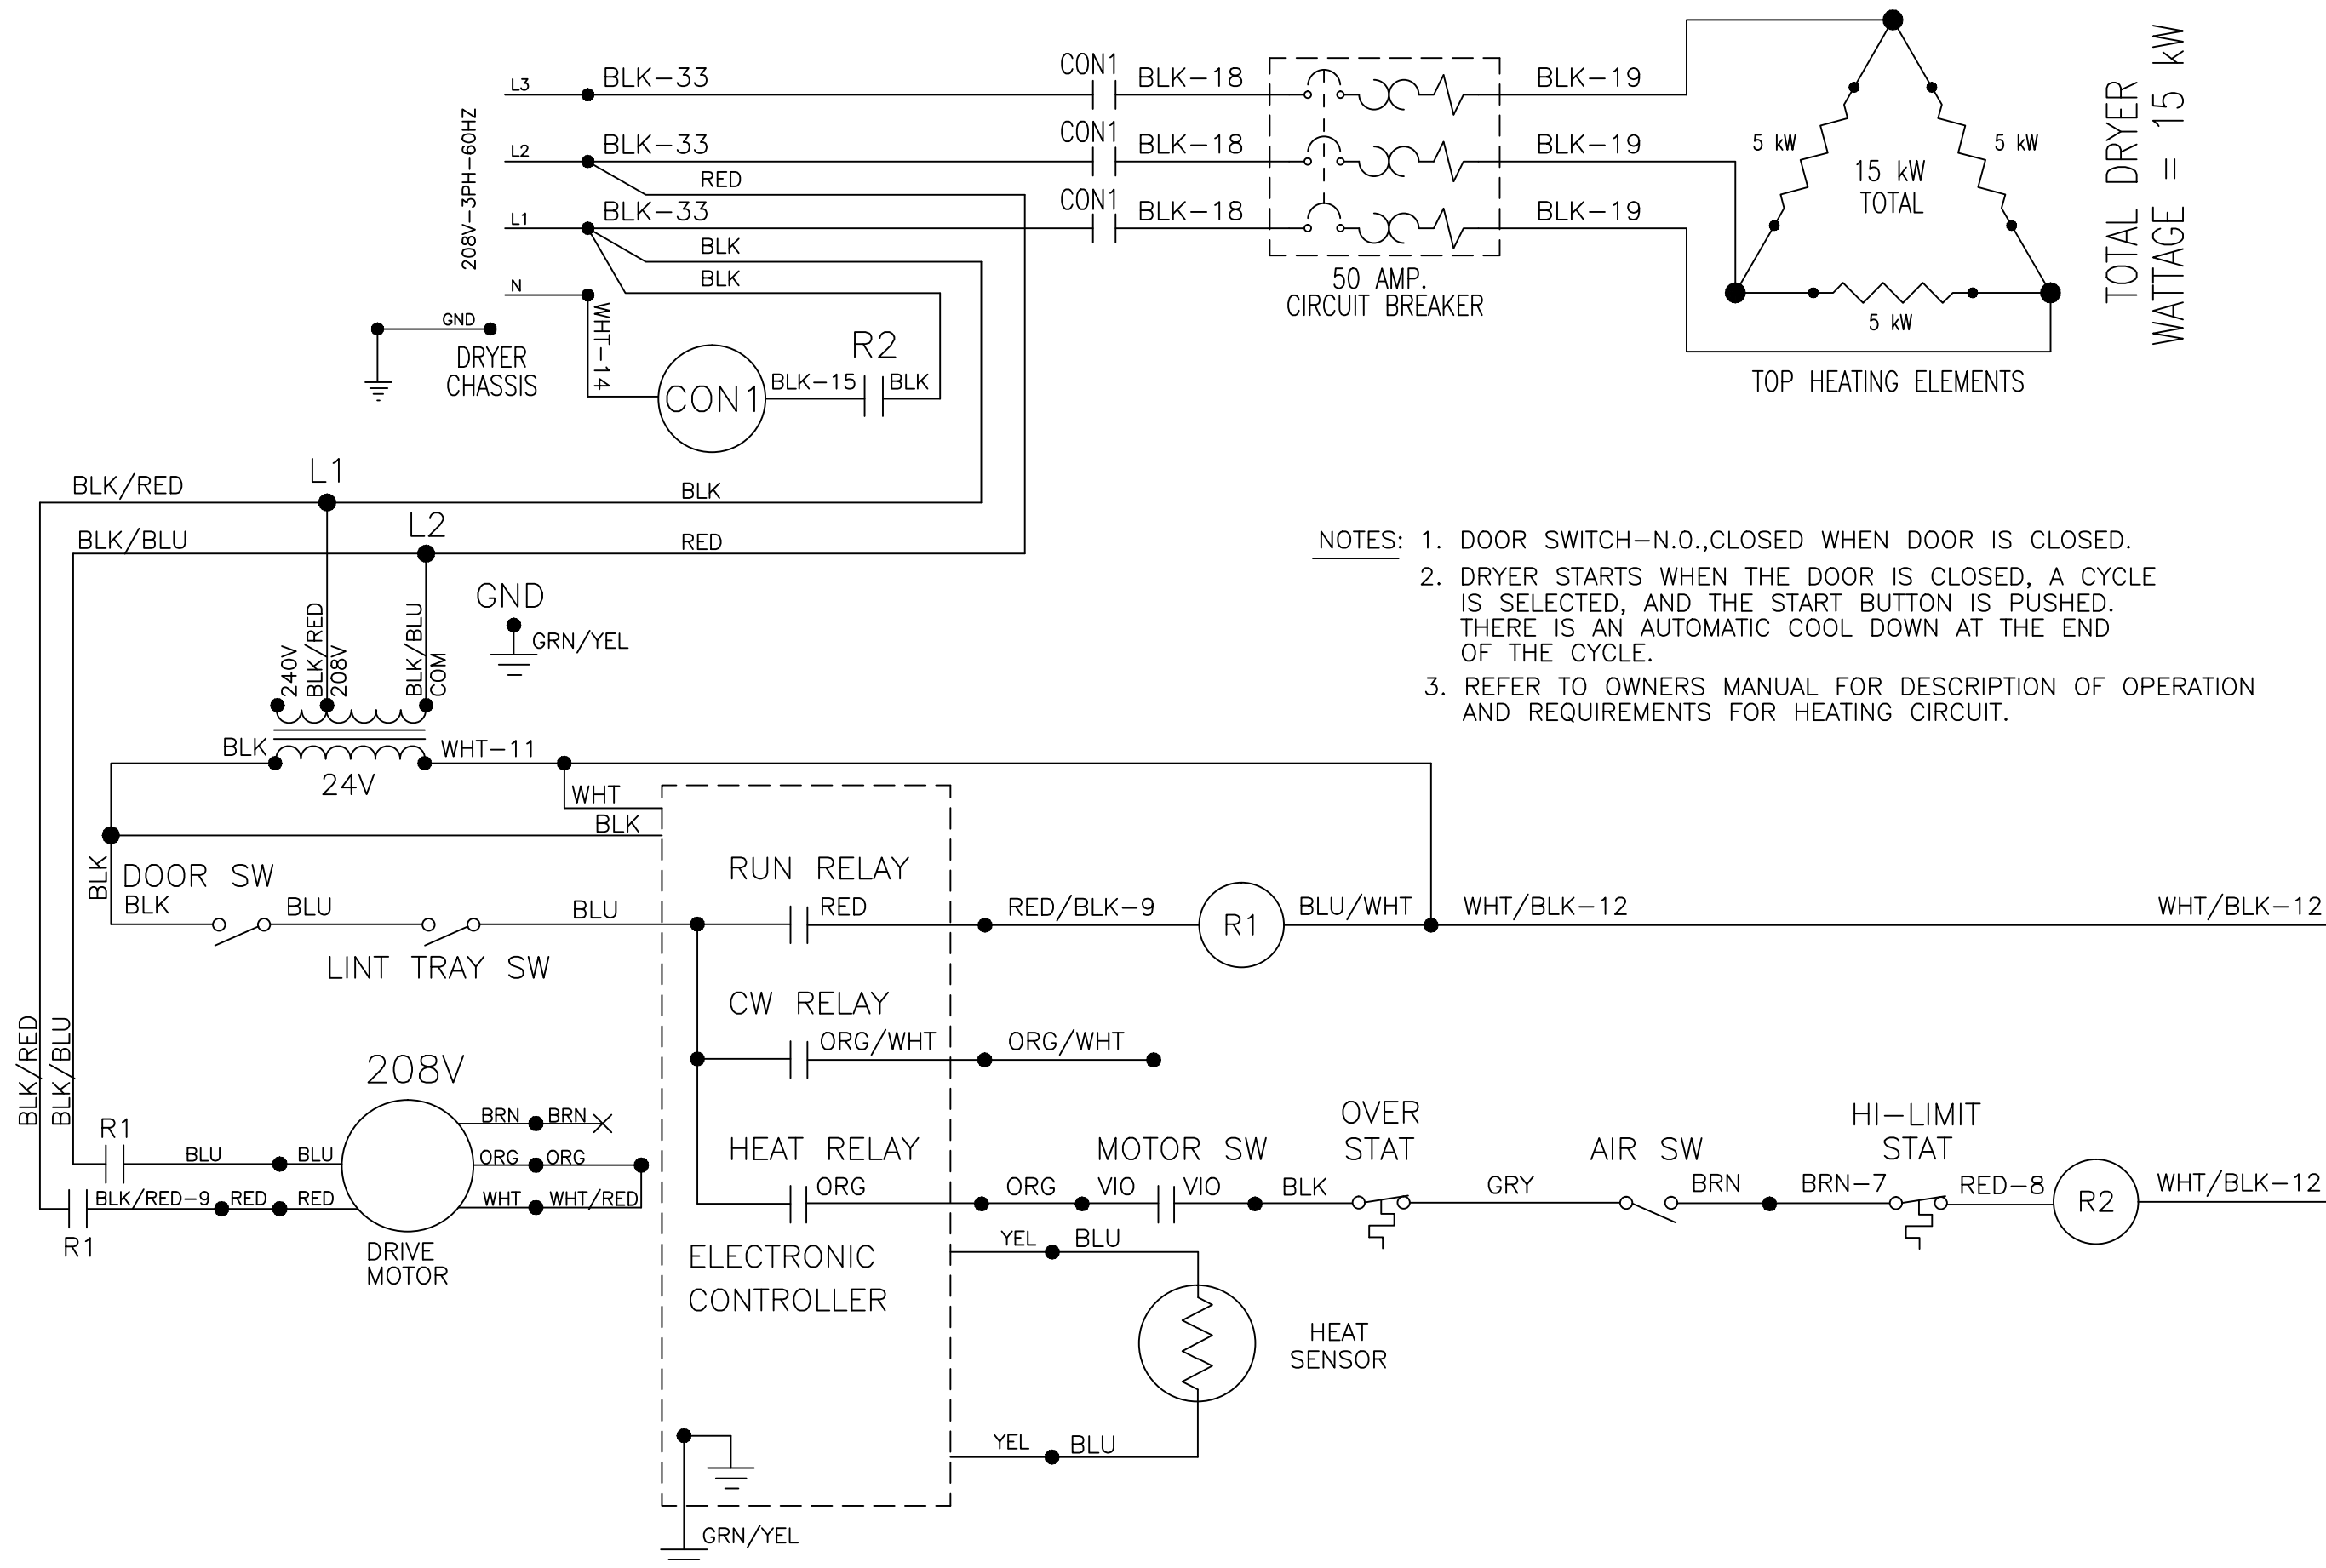 L3
BLK-33
CON1
BLK-18
BLK-19
L2
BLK-33
CON1
BLK-18
BLK-19
RED
L1
BLK-33
CON1
BLK-18
BLK-19
BLK
BLK
N
208V-3PH-60HZ
WHT-14
GND
DRYER
CHASSIS
CON1
BLK-15
R2
BLK
50 AMP.
CIRCUIT BREAKER
5 kW
5 kW
15 kW
TOTAL
5 kW
TOP HEATING ELEMENTS
TOTAL DRYER
WATTAGE = 15 kW
BLK/RED
L1
BLK
BLK/BLU
L2
RED
GND
GRN/YEL
240V
BLK/RED
208V
BLK/BLU
COM
BLK
WHT-11
24V
NOTES: 1. DOOR SWITCH-N.O.,CLOSED WHEN DOOR IS CLOSED.
2. DRYER STARTS WHEN THE DOOR IS CLOSED, A CYCLE
IS SELECTED, AND THE START BUTTON IS PUSHED.
THERE IS AN AUTOMATIC COOL DOWN AT THE END
OF THE CYCLE.
3. REFER TO OWNERS MANUAL FOR DESCRIPTION OF OPERATION
AND REQUIREMENTS FOR HEATING CIRCUIT.
WHT
BLK
BLK
DOOR SW
BLK
BLU
BLU
LINT TRAY SW
RUN RELAY
RED
RED/BLK-9
R1
BLU/WHT
WHT/BLK-12
WHT/BLK-12
CW RELAY
ORG/WHT
ORG/WHT
BLK/RED
BLK/BLU
208V
R1
BLU
BLU
BRN
BRN
ORG
ORG
BLK/RED-9
RED
RED
WHT
WHT/RED
R1
DRIVE
MOTOR
HEAT RELAY
ORG
ORG
MOTOR SW
VIO
VIO
BLK
OVER
STAT
GRY
AIR SW
BRN
BRN-7
HI-LIMIT
STAT
RED-8
R2
WHT/BLK-12
ELECTRONIC
CONTROLLER
YEL
BLU
HEAT
SENSOR
YEL
BLU
GRN/YEL